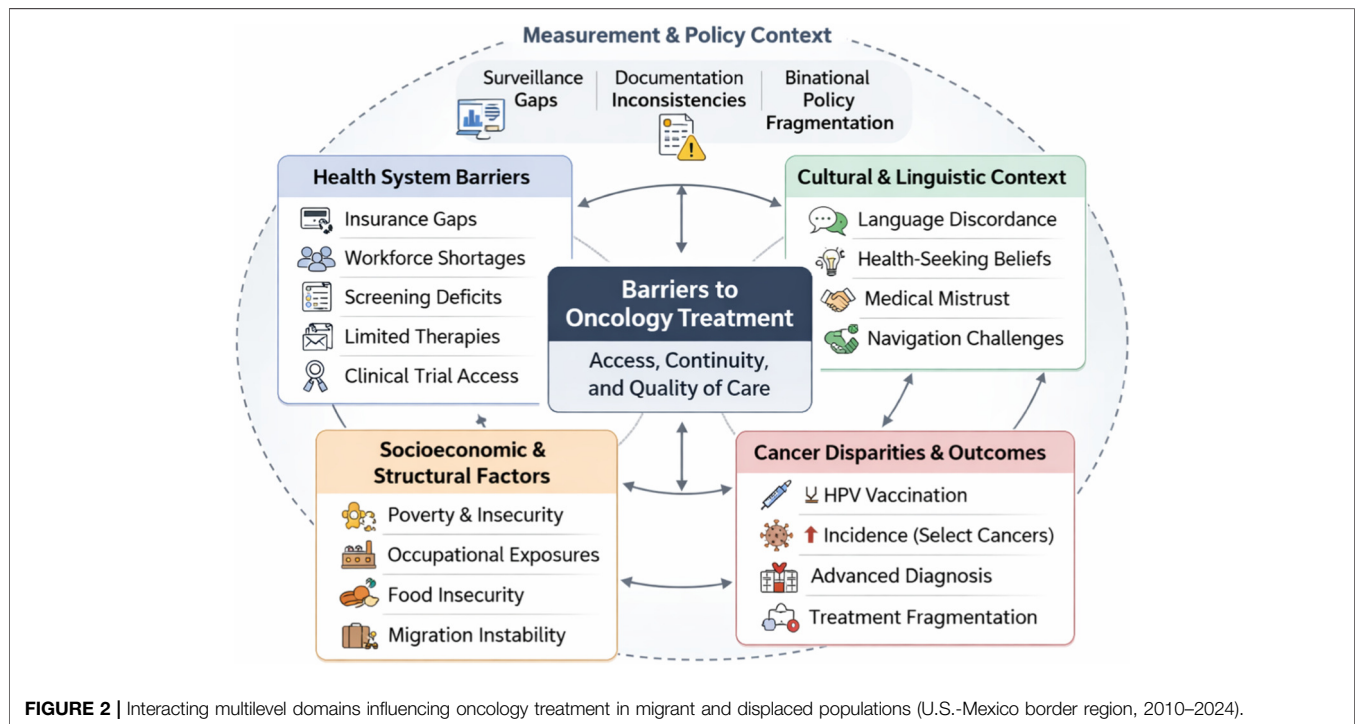 Measurement & Policy Context
Surveillance
Gaps
Documentation
Inconsistencies
Binational
Policy
Fragmentation
Health System Barriers
Insurance Gaps
Workforce Shortages
Screening Deficits
Limited Therapies
Clinical Trial Access
Cultural & Linguistic Context
Language Discordance
Health-Seeking Beliefs
Medical Mistrust
Navigation Challenges
Barriers to
Oncology Treatment
Access, Continuity,
and Quality of Care
Socioeconomic &
Structural Factors
Poverty & Insecurity
Occupational Exposures
Food Insecurity
Migration Instability
Cancer Disparities & Outcomes
HPV Vaccination
↑ Incidence (Select Cancers)
Advanced Diagnosis
Treatment Fragmentation
FIGURE 2 | Interacting multilevel domains influencing oncology treatment in migrant and displaced populations (U.S.-Mexico border region, 2010–2024).